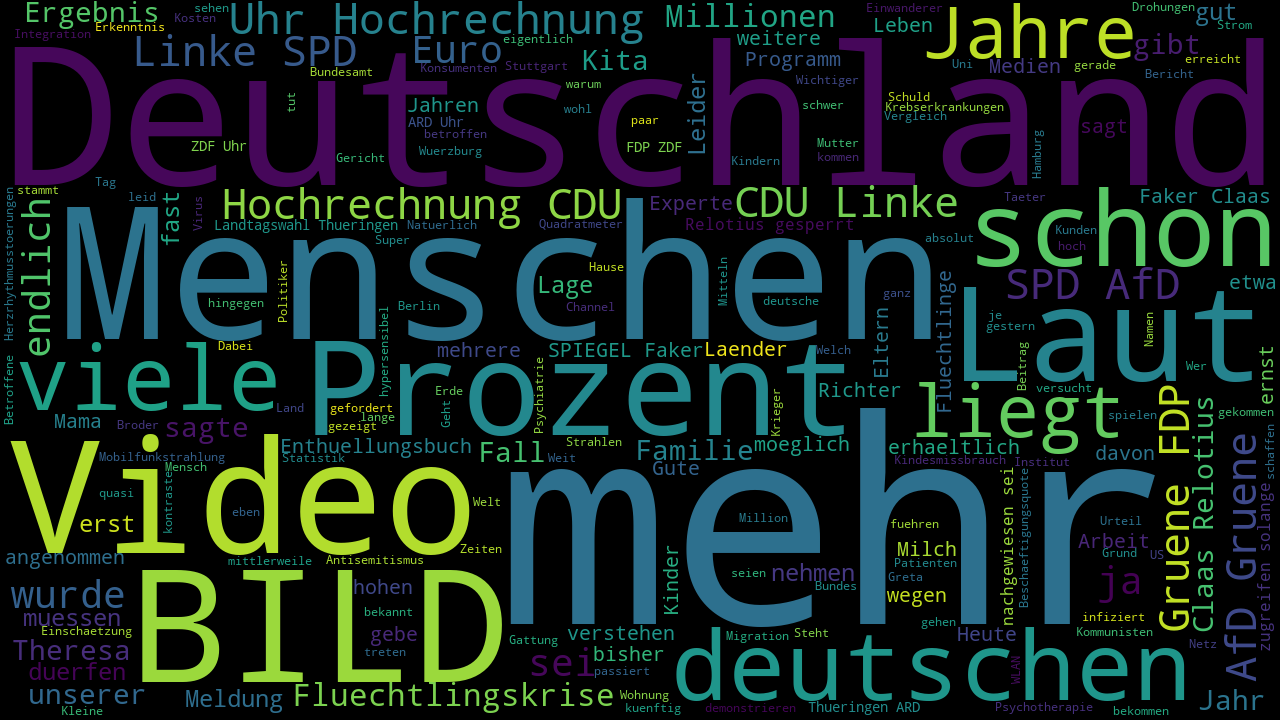 Ergebnis
sehen
Kosten
Erkenntnis
Integration
Uhr Hochrechnung
Millionen
Einwanderer
Leben
Jahre
Drohungen
gut
Strom
Linke SPD
Euro
eigentlich
Kita
weitere
Programm
Uni
Medien
gerade
gibt
erreicht
Bericht
Deutschland
Bundesamt
Konsumenten
Stuttgart
warum
Wichtiger
tut
Jahren
ARD Uhr
betroffen
wohl
paar
Leider
schwer
Schuld
Krebserkrankungen
Vergleich
sagt
ZDF Uhr
Gericht
Wuerzburg
FDP ZDF
Kindern
Mutter
kommen
Hamburg
stammt
Tag
leid
fast
Virus
Hochrechnung CDU
Experte
CDU Linke
Taeter
Faker Claas
Landtagswahl Thueringen
Natuerlich
Quadratmeter
Relotius gesperrt
Super
absolut
schon
Kunden
hoch
Herzrhythmusstoerungen
endlich
Menschen
Politiker
Hause
Lage
Mitteln
SPD AfD
etwa
hingegen
Berlin
Channel
deutsche
ganz
Fluechtlinge
je
gestern
Laut
Namen
viele
Dabei
hypersensibel
Prozent
mehrere
SPIEGEL Faker
Laender
Welch
Eltern
Beitrag
Wer
ernst
Betroffene
Psychiatrie
Erde
Richter
versucht
Mama
Broder
sagte
Land
gefordert
lange
gezeigt
Geht
Krieger
liegt
spielen
gekommen
Gruene FDP
Claas Relotius
Enthuellungsbuch
Statistik
Fall
Strahlen
Weit
Familie
Gute
moeglich
erhaeltlich
Kindesmissbrauch
Institut
davon
AfD Gruene
schaffen
zugreifen solange
Mobilfunkstrahlung
Mensch
Video
quasi
kontraste
erst
eben
Welt
Zeiten
mehr
Million
fuehren
nachgewiesen sei
Beschaeftigungsquote
Urteil
Arbeit
Grund
US
angenommen
mittlerweile
Antisemitismus
Kinder
seien
nehmen
Milch
Patienten
Greta
Bundes
wegen
ja
wurde
BILD
hohen
bekannt
muessen
Einschaetzung
gebe
treten
Gattung
verstehen
Migration
Steht
gehen
Heute
infiziert
Kommunisten
Netz
Theresa
duerfen
sei
bisher
passiert
deutschen
WLAN
unserer
Kleine
Meldung
Fluechtlingskrise
Wohnung
kuenftig
demonstrieren
Thueringen ARD
Psychotherapie
bekommen
Jahr